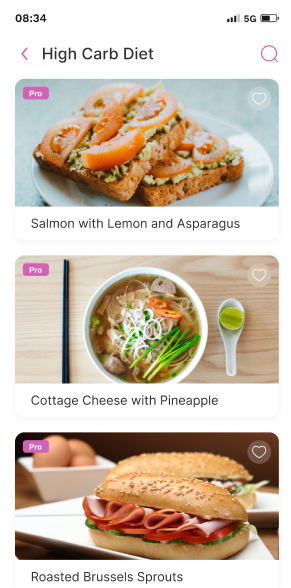 08:34
5G
High Carb Diet
Pro
Salmon with Lemon and Asparagus
Pro
Cottage Cheese with Pineapple
Pro
Roasted Brussels Sprouts